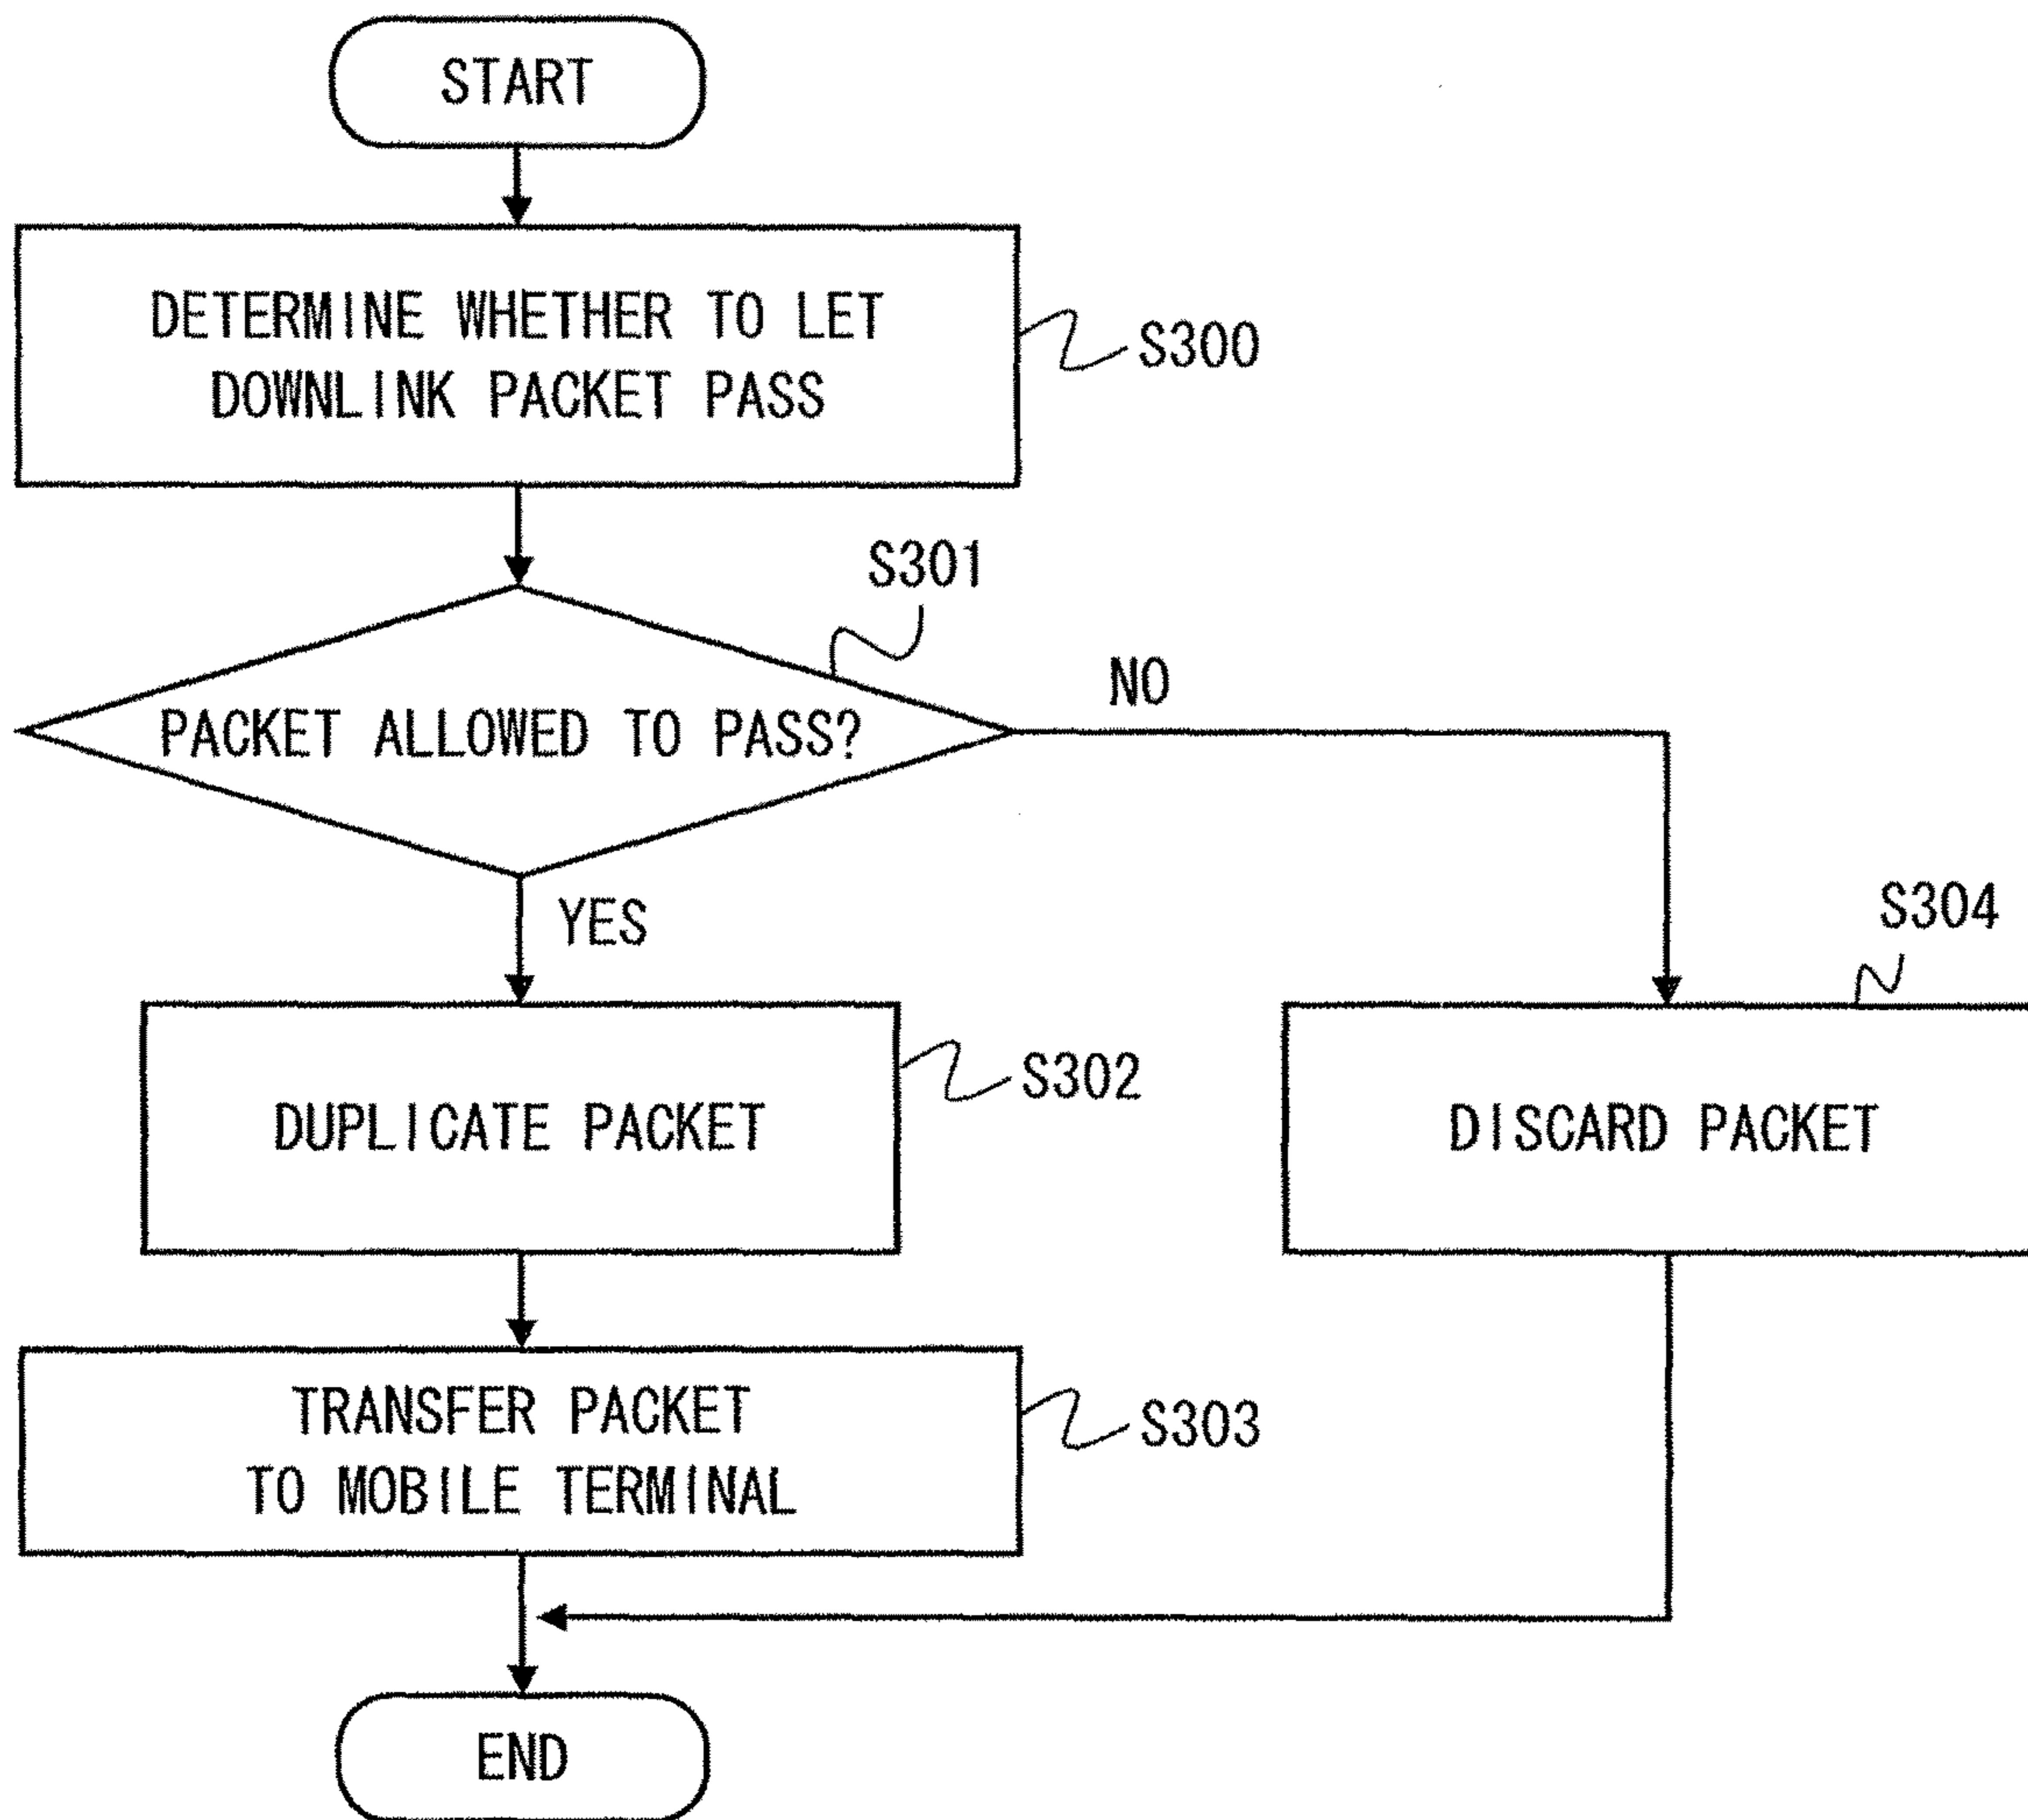 START
DETERMINE WHETHER TO LET
DOWNLINK PACKET PASS
S300
S301
PACKET ALLOWED TO PASS?
NO
YES
S304
DUPLICATE PACKET
S302
DISCARD PACKET
TRANSFER PACKET
TO MOBILE TERMINAL
S303
END